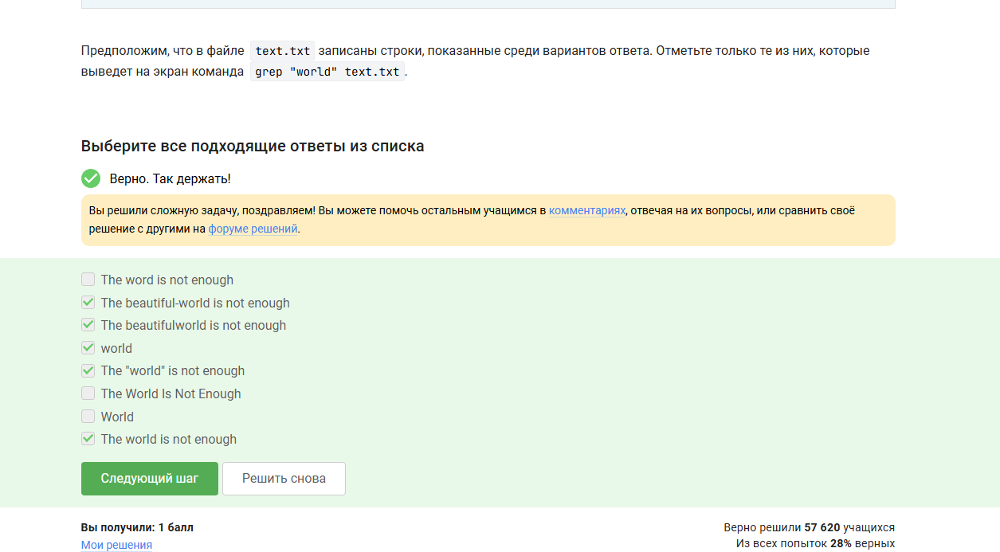 Предположим, что в файле text.txt записаны строки, показанные среди вариантов ответа. Отметьте только те из них, которые
выведет на экран команда grep "world" text.txt.
Выберите все подходящие ответы из списка
Верно. Так держать!
Вы решили сложную задачу, поздравляем! Вы можете помочь остальным учащимся в комментариях, отвечая на их вопросы, или сравнить своё
решение с другими на форуме решений.
The word is not enough
The beautiful-world is not enough
The beautifulworld is not enough
world
The "world" is not enough
The World Is Not Enough
World
The world is not enough
Следующий шаг Решить снова
Вы получили: 1 балл Верно решили 57 620 учащихся
Мои решения Из всех попыток 28% верных